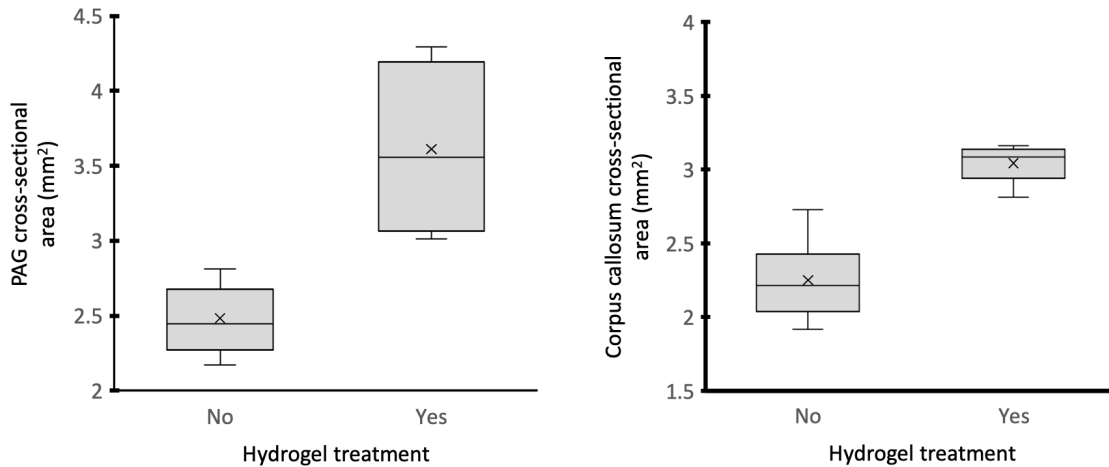 PAG cross-sectional
area (mm²)
4.5
4
3.5
3
2.5
2
No
Yes
Hydrogel treatment
Corpus callosum cross-sectional
area (mm²)
4
3.5
3
2.5
2
1.5
No
Yes
Hydrogel treatment